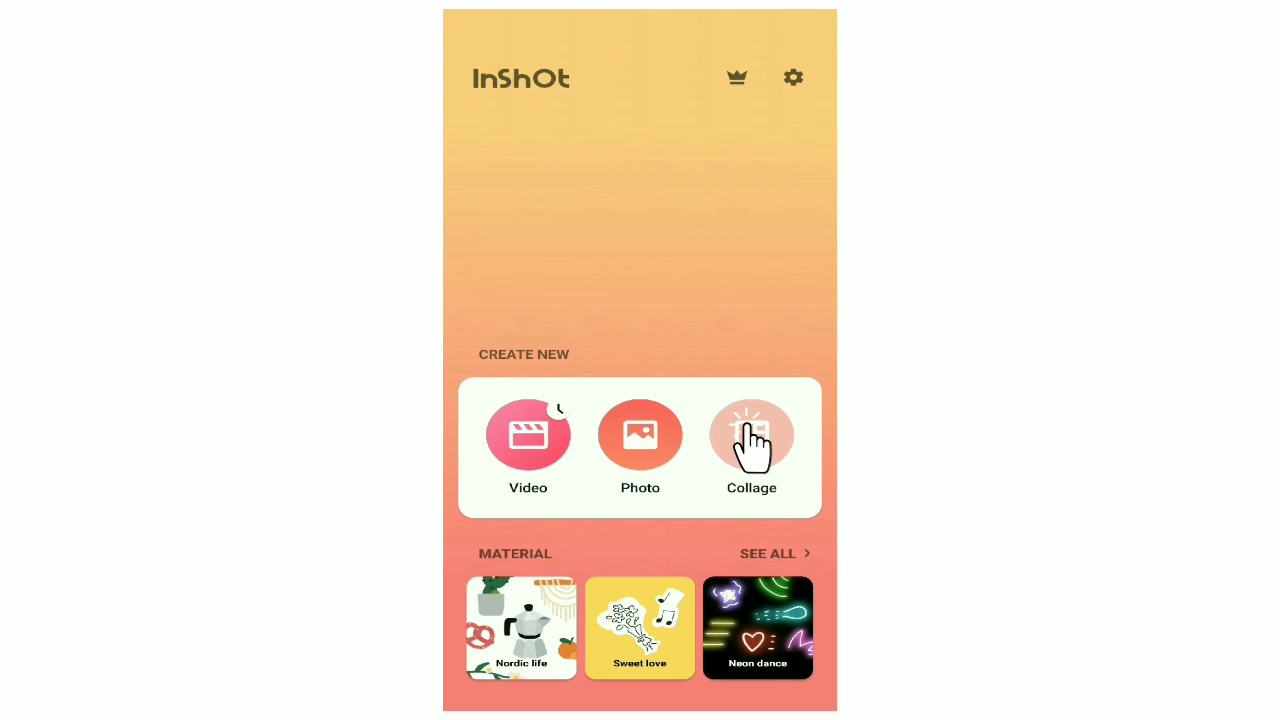 InShOt
CREATE NEW
Video
Photo
Collage
MATERIAL
SEE ALL >
Nordic life
Sweet love
Neon dance